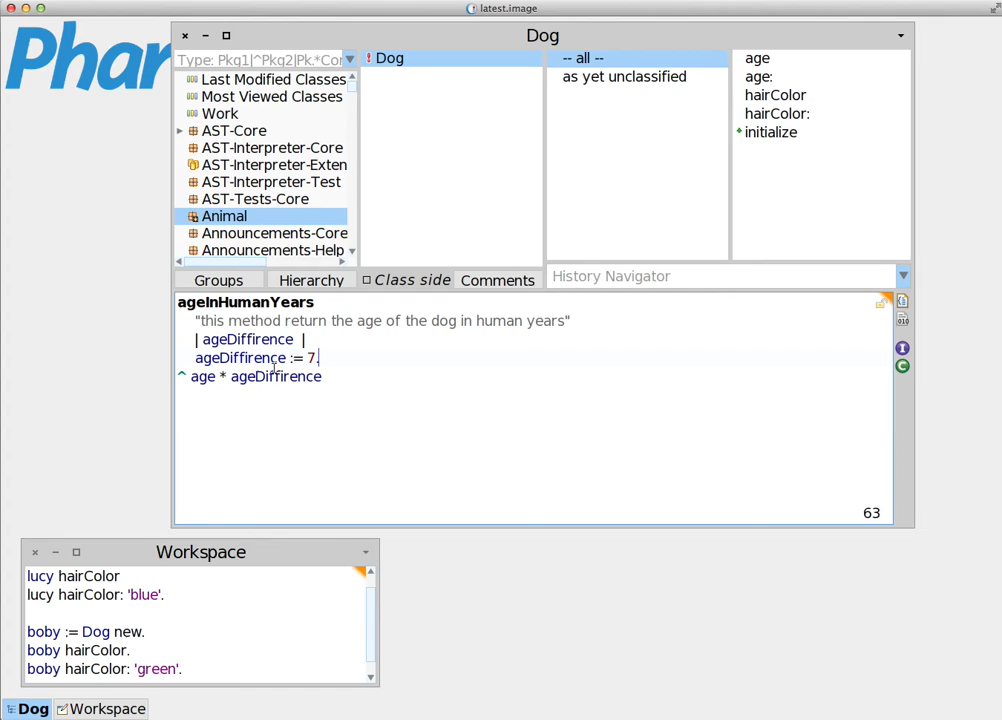 latest.image
Phar
Dog
Type: Pkg1|^Pkg2|Pk.*Cor
Last Modified Classes
Most Viewed Classes
Work
AST-Core
AST-Interpreter-Core
AST-Interpreter-Exten
AST-Interpreter-Test
AST-Tests-Core
Animal
Announcements-Core
Announcements-Help
Dog
-- all --
as yet unclassified
age
age:
hairColor
hairColor:
initialize
Groups
Hierarchy
Class side
Comments
History Navigator
ageInHumanYears
"this method return the age of the dog in human years"
| ageDiffirence |
ageDiffirence := 7.
^ age * ageDiffirence
63
Workspace
lucy hairColor
lucy hairColor: 'blue'.
boby := Dog new.
boby hairColor.
boby hairColor: 'green'.
Dog
Workspace